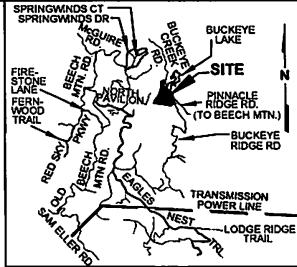 SPRINGWINDS CT
SPRINGWINDS DR
McGUIRE
RD
BUCKEYE
CREEK
RD
BUCKEYE
LAKE
SITE
N
FIRE-
STONE
LANE
FERN-
WOOD
TRAIL
BEECH
MTN. RD.
PKWY
RED SKY
NORTH
PAVILION
PINNACLE
RIDGE RD.
(TO BEECH MTN.)
BUCKEYE
RIDGE RD
BEECH
MTN RD.
OLD
SAM ELLER RD
EAGLES
NEST
TRL.
TRANSMISSION
POWER LINE
LODGE RIDGE
TRAIL